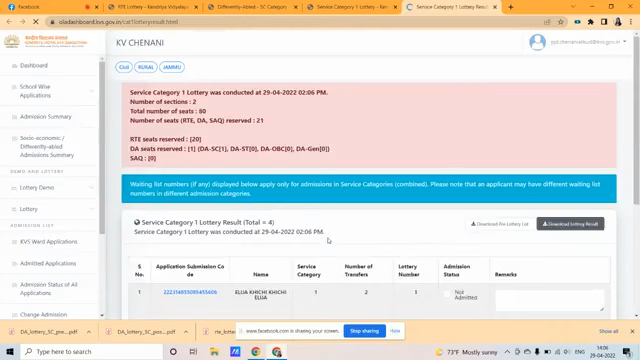 Facebook
RTE Lottery - Kendriya Vidyalaya
Differently-Abled - SC Category
Service Category 1 Lottery Result
Service Category 1 Lottery Result
oladashboard.kvs.gov.in/cat1lotteryresult.html
KV CHENANI
Civil RURAL JAMMU
Dashboard
School Wise
Applications
Admission Summary
Socio-economic /
Differently-abled
Admissions Summary
DEMO AND LOTTERY
Lottery Demo
Lottery
ADMISSION LIST
KVS Ward Applications
Admitted Applications
Admission Status of All
Applications
Change Admission
Service Category 1 Lottery was conducted at 29-04-2022 02:06 PM.
Number of sections : 2
Total number of seats : 80
Number of seats (RTE, DA, SAQ) reserved : 21
RTE seats reserved : [20]
DA seats reserved : [1] (DA-SC[1], DA-ST[0], DA-OBC[0], DA-Gen[0])
SAQ : [0]
Waiting list numbers (if any) displayed below apply only for admissions in Service Categories (combined). Please note that an applicant may have different waiting list
numbers in different admission categories.
Service Category 1 Lottery Result (Total = 4)
Service Category 1 Lottery was conducted at 29-04-2022 02:06 PM.
Download Pre Lottery List
Download Lottery Result
S No. Application Submission Code Name Service Category Number of Transfers Lottery Number Admission Status Remarks
1 1 2 Not Admitted
DA_lottery_SC_pre....pdf
DA_lottery_SC_pos....pdf
www.facebook.com is sharing your screen.
Stop sharing
Hide
Show all
Type here to search
73°F Mostly sunny
ENG
14:06
29-04-2022